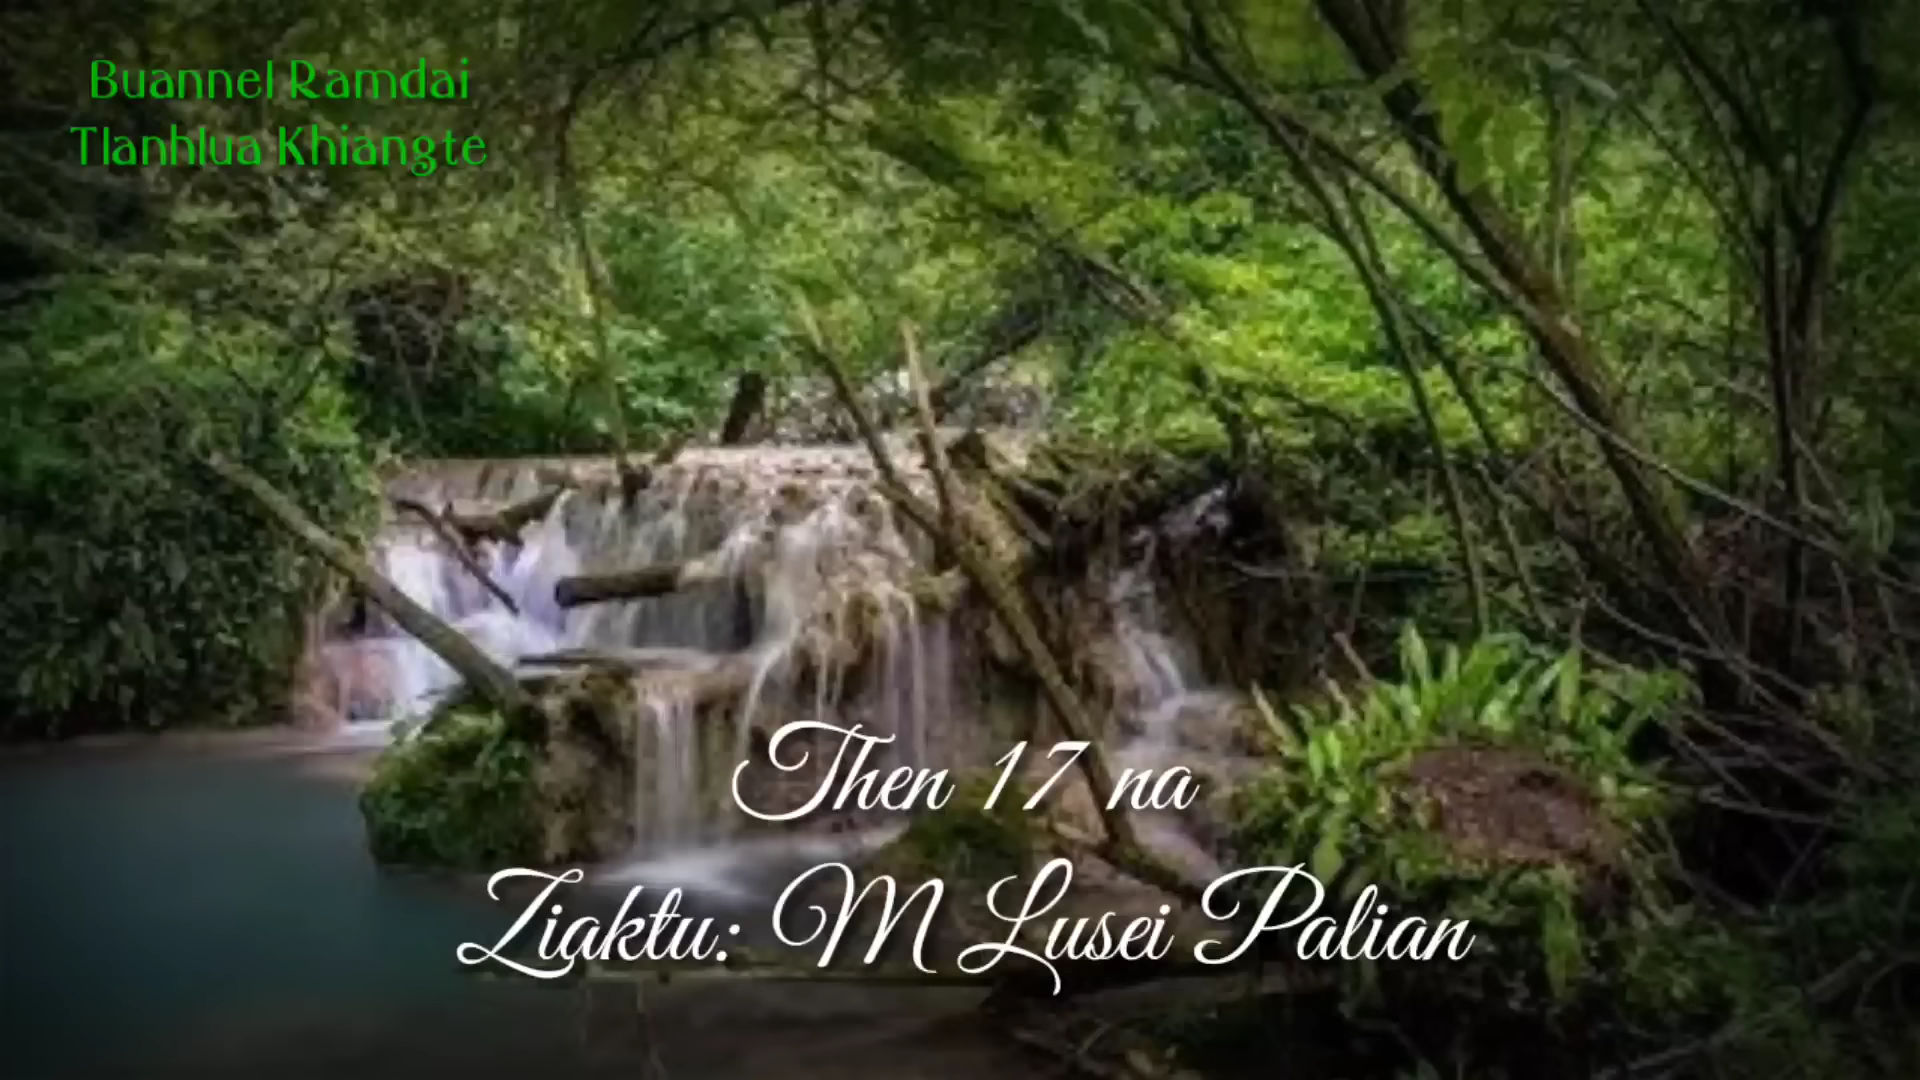 Buannel Ramdai
Tlanhlua Khiangte
Then 17 na
Ziaktu: M Lusei Palian